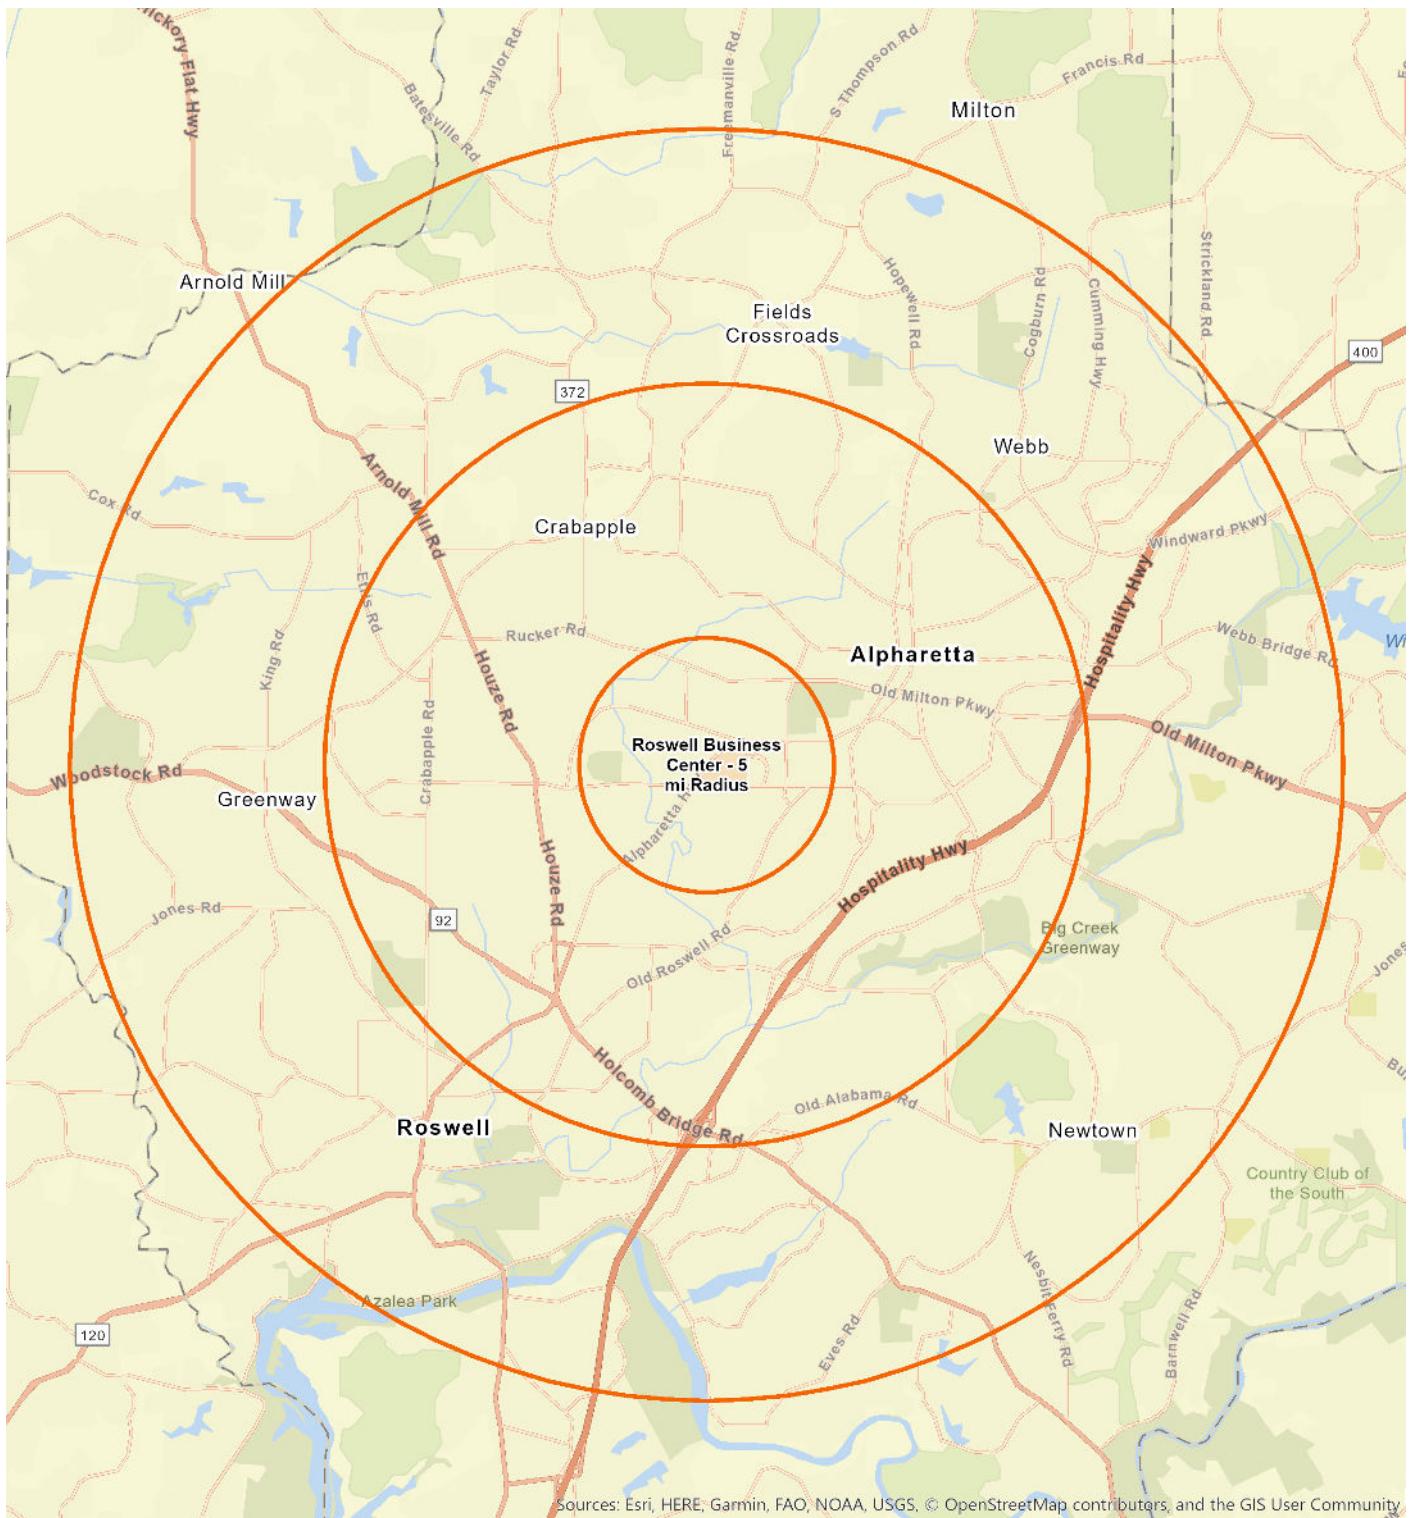 Hickory Flat Hwy
Batesville Rd
Taylor Rd
Freemanville Rd
S Thompson Rd
Francis Rd
Milton
Arnold Mill
Fields
Crossroads
Hopewell Rd
Cogburn Rd
Cumming Hwy
Strickland Rd
400
372
Webb
Cox Rd
Arnold Mill Rd
Crabapple
Windward Pkwy
Etris Rd
King Rd
Rucker Rd
Alpharetta
Hospitality Hwy
Webb Bridge Rd
Houze Rd
Old Milton Pkwy
Old Milton Pkwy
Crabapple Rd
Roswell Business
Center - 5
mi Radius
Woodstock Rd
Greenway
Alpharetta H
Houze Rd
Hospitality Hwy
Jones Rd
92
Old Roswell Rd
Big Creek
Greenway
Jones
Holcomb Bridge Rd
Old Alabama Rd
Roswell
Newtown
Country Club of
the South
Azalea Park
Nesbit Ferry Rd
Barnwell Rd
Eves Rd
120
Sources: Esri, HERE, Garmin, FAO, NOAA, USGS, © OpenStreetMap contributors, and the GIS User Community